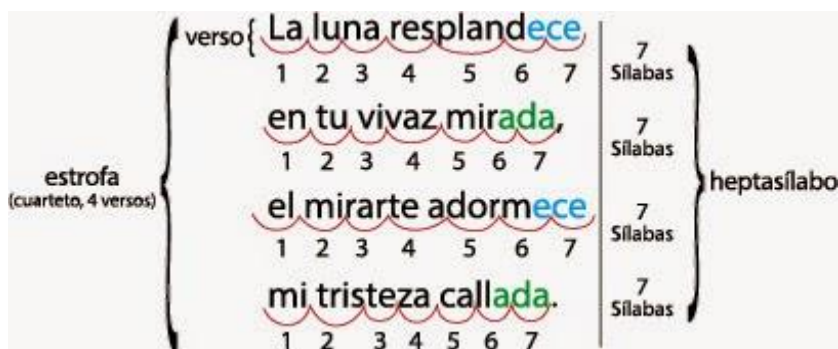 verso { La luna resplandece
1 2 3 4 5 6 7
7
Sílabas
en tu vivaz mirada,
1 2 3 4 5 6 7
7
Sílabas
estrofa
(cuarteto, 4 versos)
heptasílabo
el mirarte adormece
1 2 3 4 5 6 7
7
Sílabas
mi tristeza callada.
1 2 3 4 5 6 7
7
Sílabas